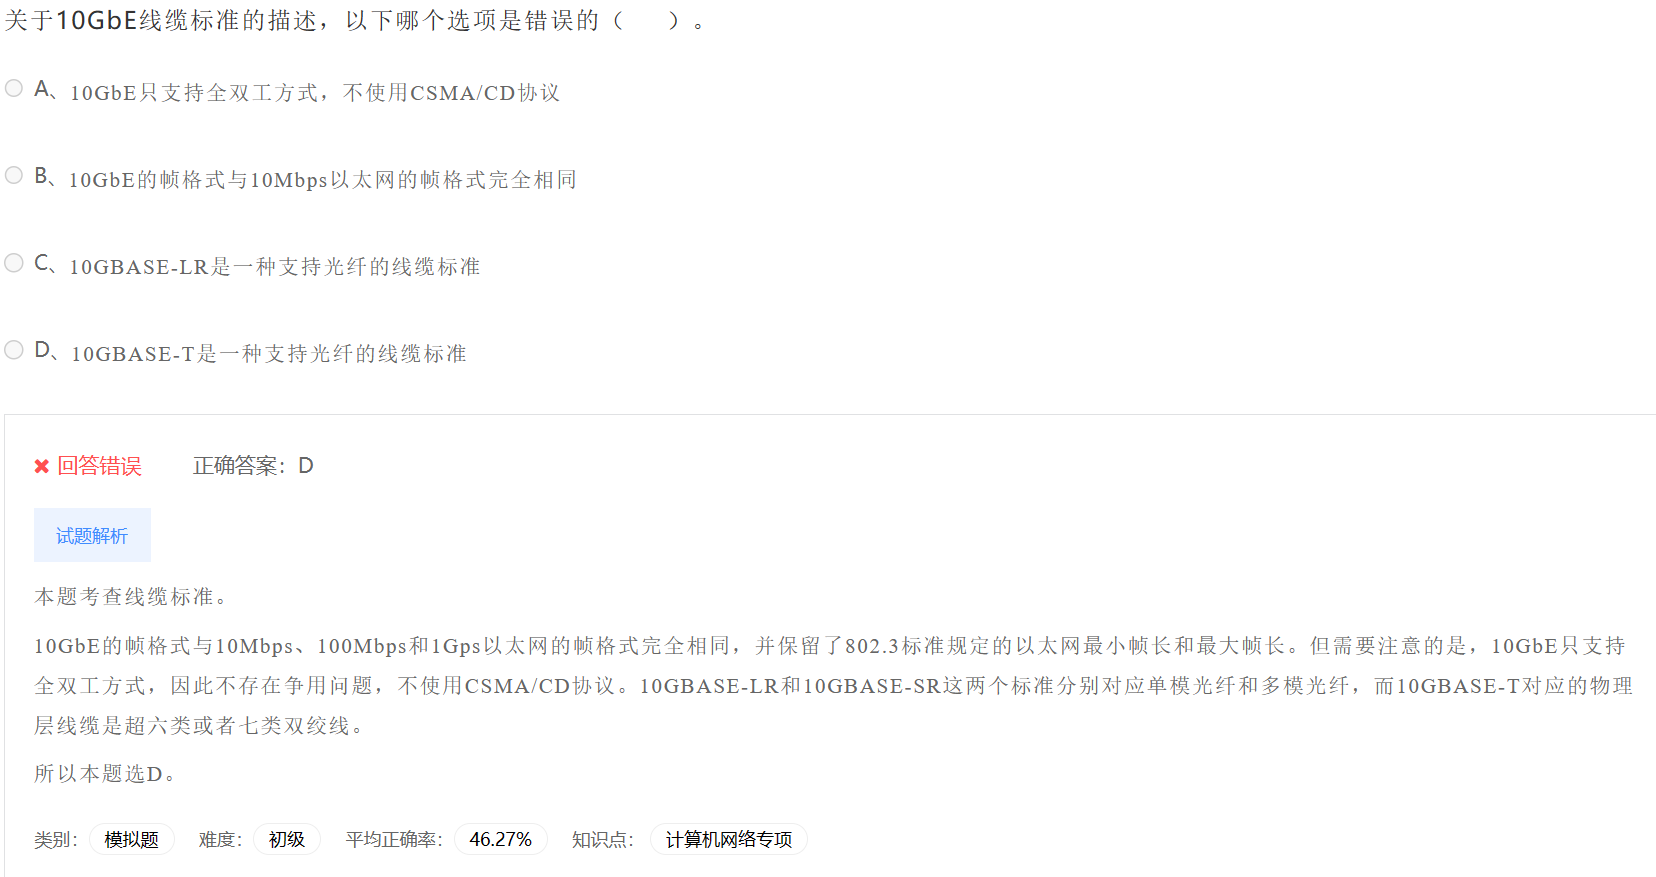 关于10GbE线缆标准的描述，以下哪个选项是错误的（　　）。
A、10GbE只支持全双工方式，不使用CSMA/CD协议
B、10GbE的帧格式与10Mbps以太网的帧格式完全相同
C、10GBASE-LR是一种支持光纤的线缆标准
D、10GBASE-T是一种支持光纤的线缆标准
✖ 回答错误　正确答案：D
试题解析
本题考查线缆标准。
10GbE的帧格式与10Mbps、100Mbps和1Gps以太网的帧格式完全相同，并保留了802.3标准规定的以太网最小帧长和最大帧长。但需要注意的是，10GbE只支持
全双工方式，因此不存在争用问题，不使用CSMA/CD协议。10GBASE-LR和10GBASE-SR这两个标准分别对应单模光纤和多模光纤，而10GBASE-T对应的物理
层线缆是超六类或者七类双绞线。
所以本题选D。
类别：模拟题　难度：初级　平均正确率：46.27%　知识点：计算机网络专项